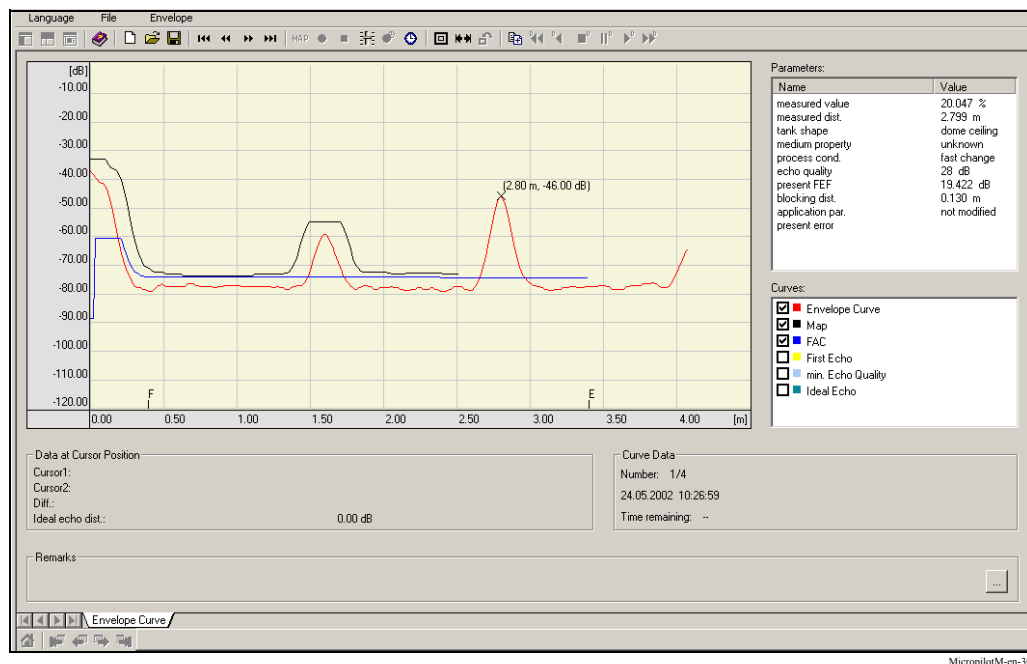 Language File Envelope
MAP
[dB]
-10.00
-20.00
-30.00
-40.00
-50.00
-60.00
-70.00
-80.00
-90.00
-100.00
-110.00
-120.00
(2.80 m, -46.00 dB)
F
E
0.00 0.50 1.00 1.50 2.00 2.50 3.00 3.50 4.00 [m]
Parameters:
Name Value
measured value 20.047 %
measured dist. 2.799 m
tank shape dome ceiling
medium property unknown
process cond. fast change
echo quality 28 dB
present FEF 19.422 dB
blocking dist. 0.130 m
application par. not modified
present error
Curves:
Envelope Curve
Map
FAC
First Echo
min. Echo Quality
Ideal Echo
Data at Cursor Position
Cursor1:
Cursor2:
Diff.:
Ideal echo dist.: 0.00 dB
Curve Data
Number: 1/4
24.05.2002 10:26:59
Time remaining: --
Remarks
...
Envelope Curve